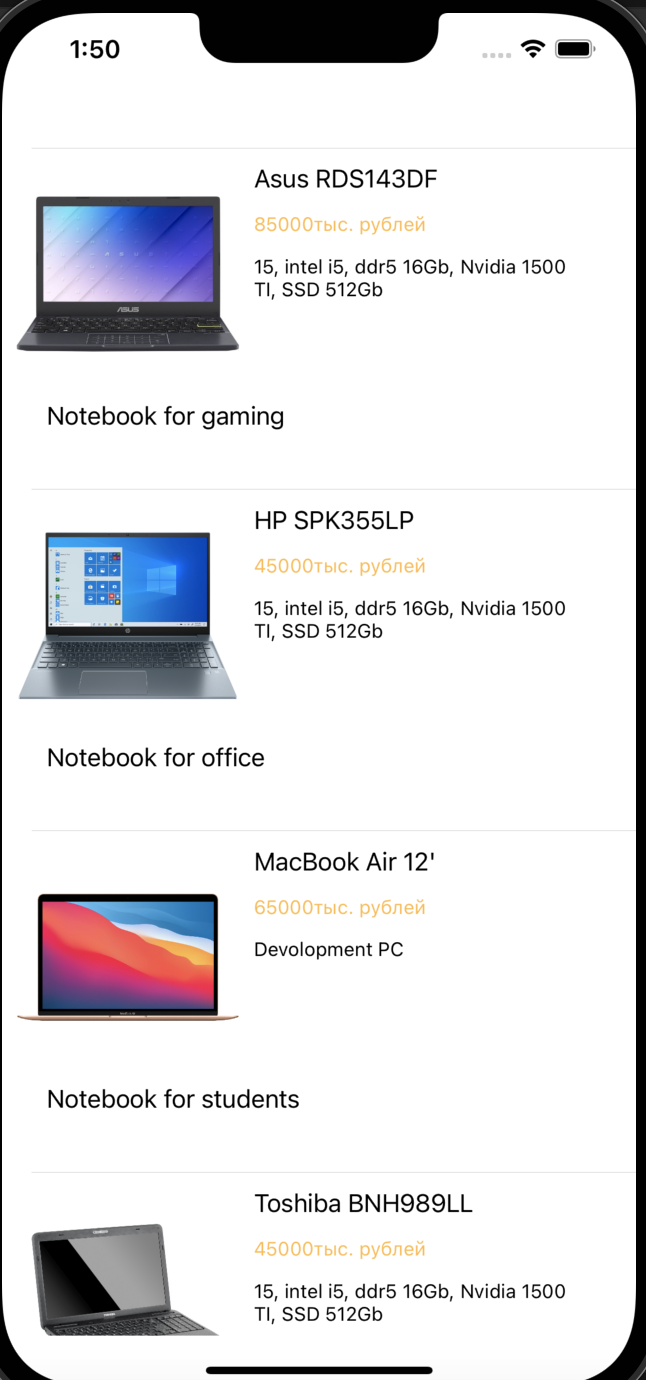 1:50
Asus RDS143DF
85000тыс. рублей
15, intel i5, ddr5 16Gb, Nvidia 1500
TI, SSD 512Gb
ASUS
Notebook for gaming
HP SPK355LP
45000тыс. рублей
15, intel i5, ddr5 16Gb, Nvidia 1500
TI, SSD 512Gb
Notebook for office
MacBook Air 12'
65000тыс. рублей
Devolopment PC
Notebook for students
Toshiba BNH989LL
45000тыс. рублей
15, intel i5, ddr5 16Gb, Nvidia 1500
TI, SSD 512Gb